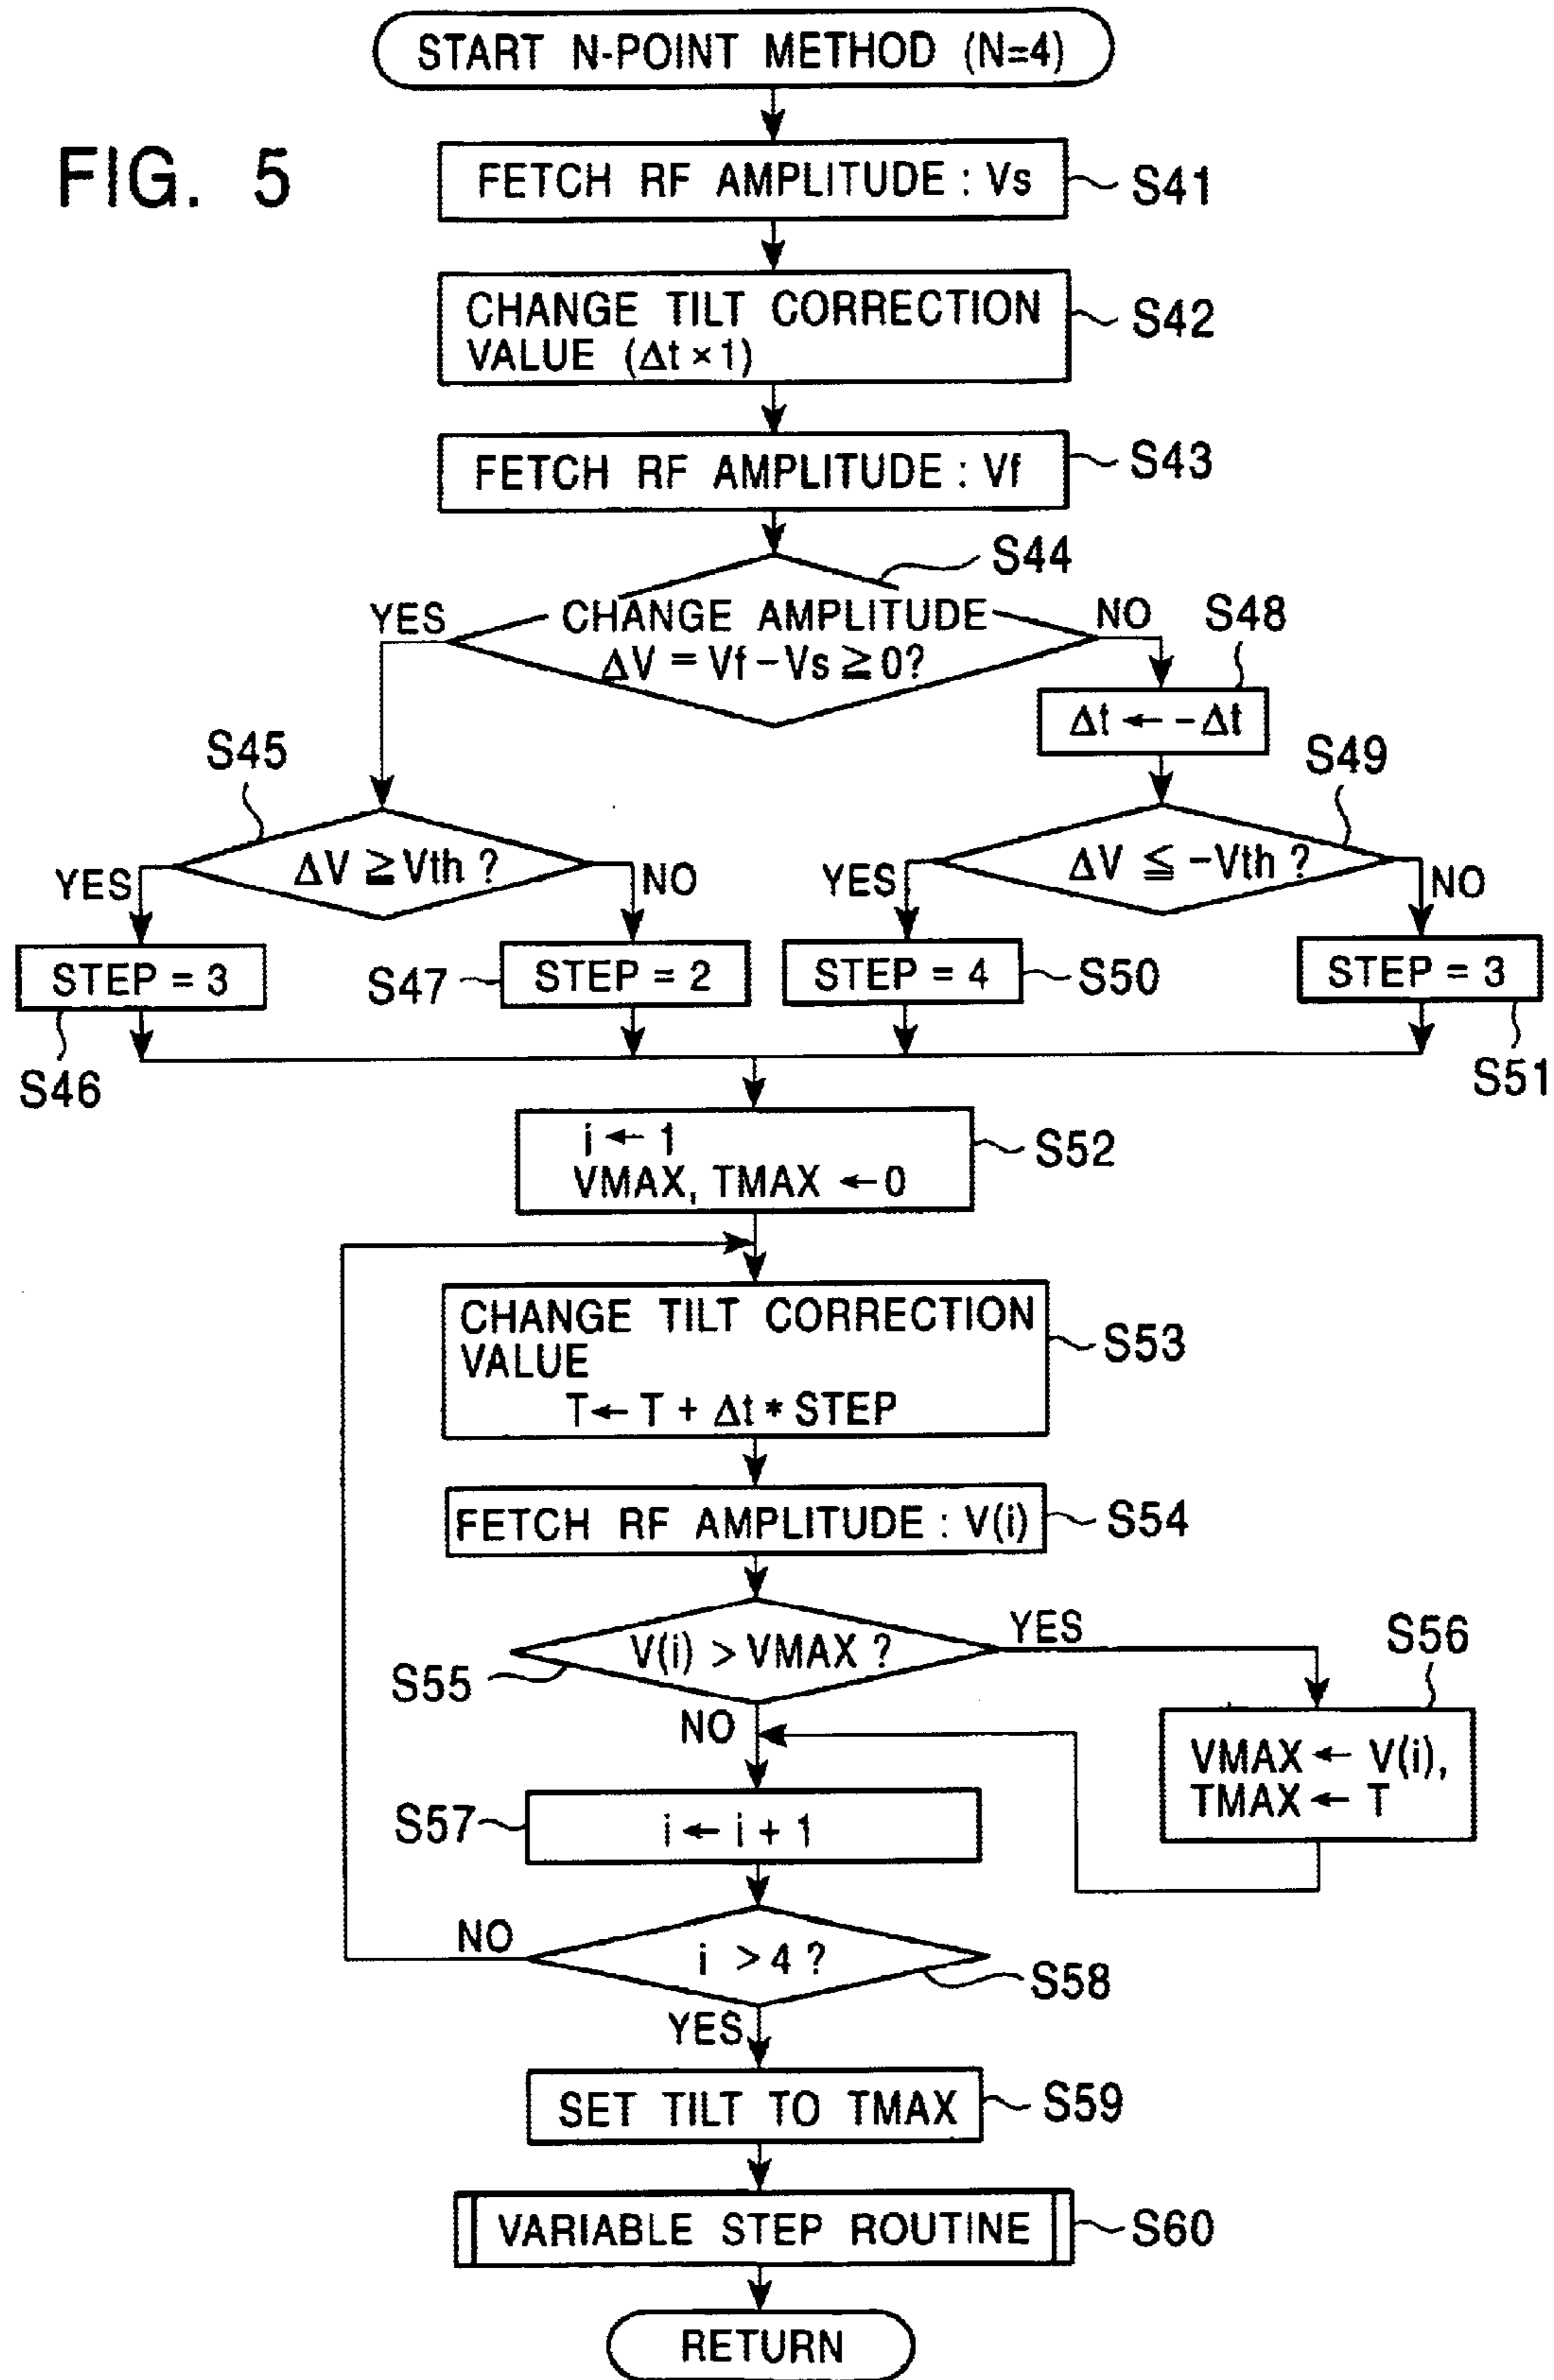 START N-POINT METHOD (N=4)
FIG. 5
FETCH RF AMPLITUDE : Vs
S41
CHANGE TILT CORRECTION
VALUE (Δt × 1)
S42
FETCH RF AMPLITUDE : Vf
S43
S44
YES
CHANGE AMPLITUDE
ΔV = Vf − Vs ≧ 0?
NO
S48
Δt ← −Δt
S45
S49
ΔV ≧ Vth ?
YES
NO
ΔV ≦ −Vth ?
YES
NO
STEP = 3
S46
S47
STEP = 2
STEP = 4
S50
STEP = 3
S51
i ← 1
VMAX, TMAX ← 0
S52
CHANGE TILT CORRECTION
VALUE
T ← T + Δt * STEP
S53
FETCH RF AMPLITUDE : V(i)
S54
V(i) > VMAX ?
YES
S55
S56
NO
VMAX ← V(i),
TMAX ← T
S57
i ← i + 1
NO
i > 4 ?
S58
YES
SET TILT TO TMAX
S59
VARIABLE STEP ROUTINE
S60
RETURN